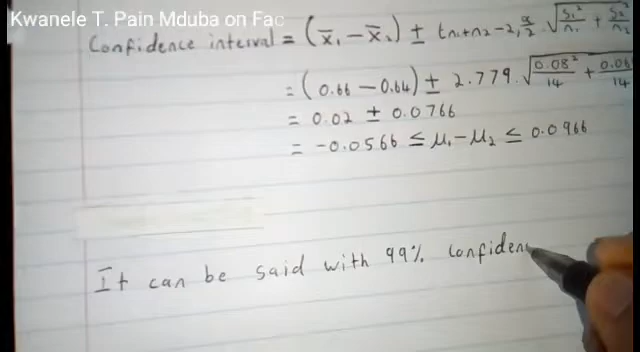 Kwanele T. Pain Mduba on Fac
Confidence interval = (x̄₁ − x̄₂) ± tn₁+n₂−2, α/2 · √(S₁²/n₁ + S₂²/n₂)
= (0.66 − 0.64) ± 2.779 · √(0.08²/14 + 0.06/14)
= 0.02 ± 0.0766
= −0.0566 ≤ μ₁ − μ₂ ≤ 0.0966
It can be said with 99% confiden